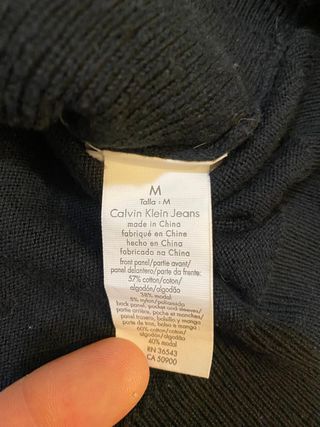 M
Talla : M
Calvin Klein Jeans
made in China
fabriqué en Chine
hecho en China
fabricado na China
front panel/partie avant/
panel delantero/parte da frente:
57% cotton/coton/
algodón/algodão
38% modal
5% nylon/poliamida
back panel, pocket and sleeves/
partie arrière, poche et manches/
panel trasero, bolsillo y manga/
parte de tras, bolso e manga :
60% cotton/coton/
algodón/algodão
40% modal
RN 36543
CA 50900